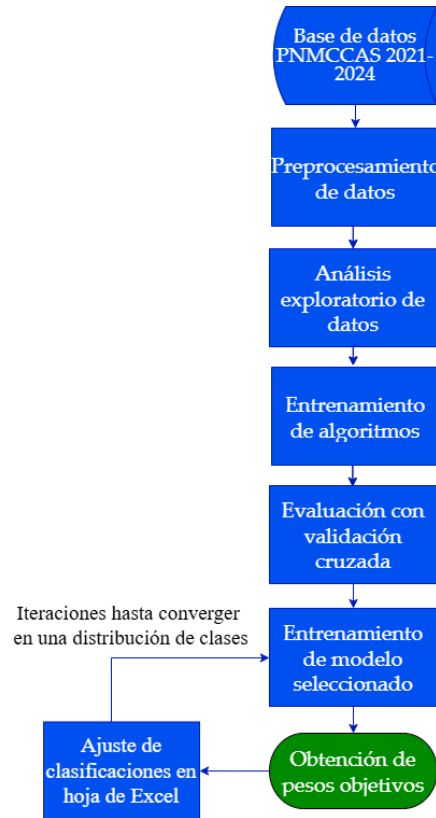 Base de datos
PNMCCAS 2021-
2024
Preprocesamiento
de datos
Análisis
exploratorio de
datos
Entrenamiento
de algoritmos
Evaluación con
validación
cruzada
Iteraciones hasta converger
en una distribución de clases
Entrenamiento
de modelo
seleccionado
Ajuste de
clasificaciones en
hoja de Excel
Obtención de
pesos objetivos